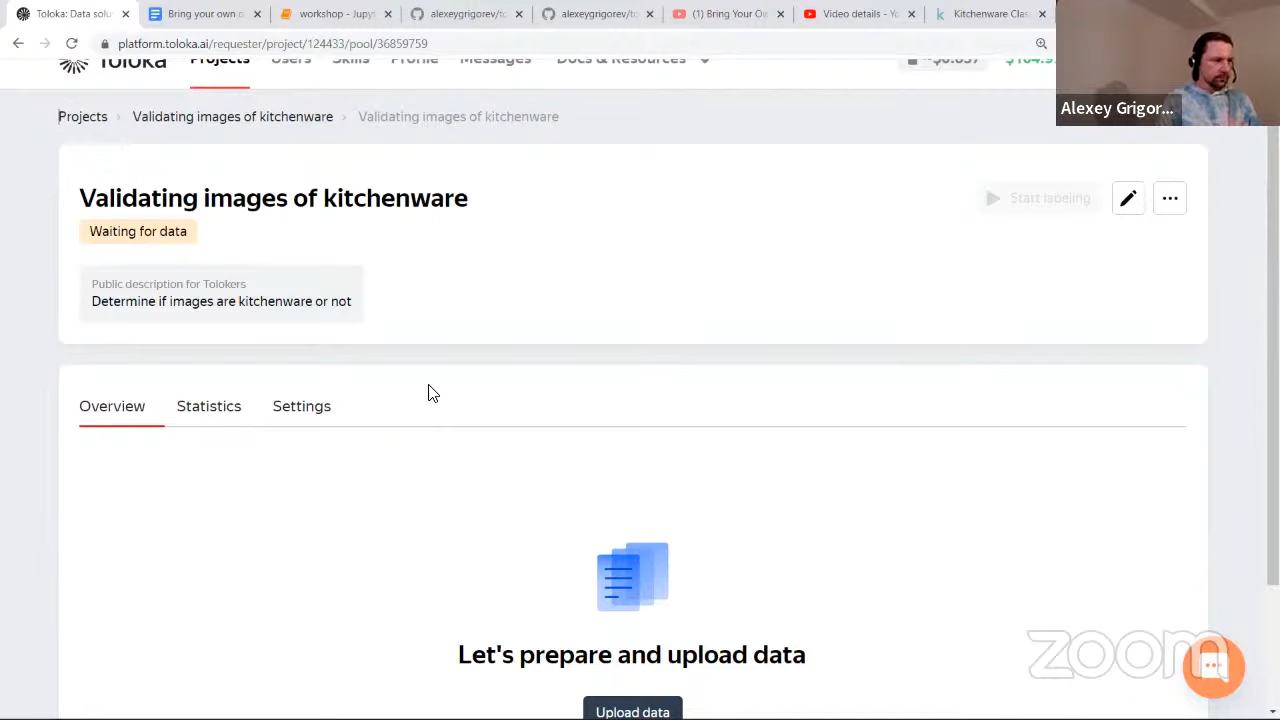 Toloka: Data solu
Bring your own d
workshop - Jupyt
alexeygrigorev/to
alexeygrigorev/to
(1) Bring Your Ow
Video details - Yo
Kitchenware Clas
platform.toloka.ai/requester/project/124433/pool/36859759
Toloka
Projects
Users
Skills
Profile
Messages
Docs & Resources
Alexey Grigor...
Projects > Validating images of kitchenware > Validating images of kitchenware
Validating images of kitchenware
Start labeling
Waiting for data
Public description for Tolokers
Determine if images are kitchenware or not
Overview
Statistics
Settings
Let's prepare and upload data
Upload data
zoom